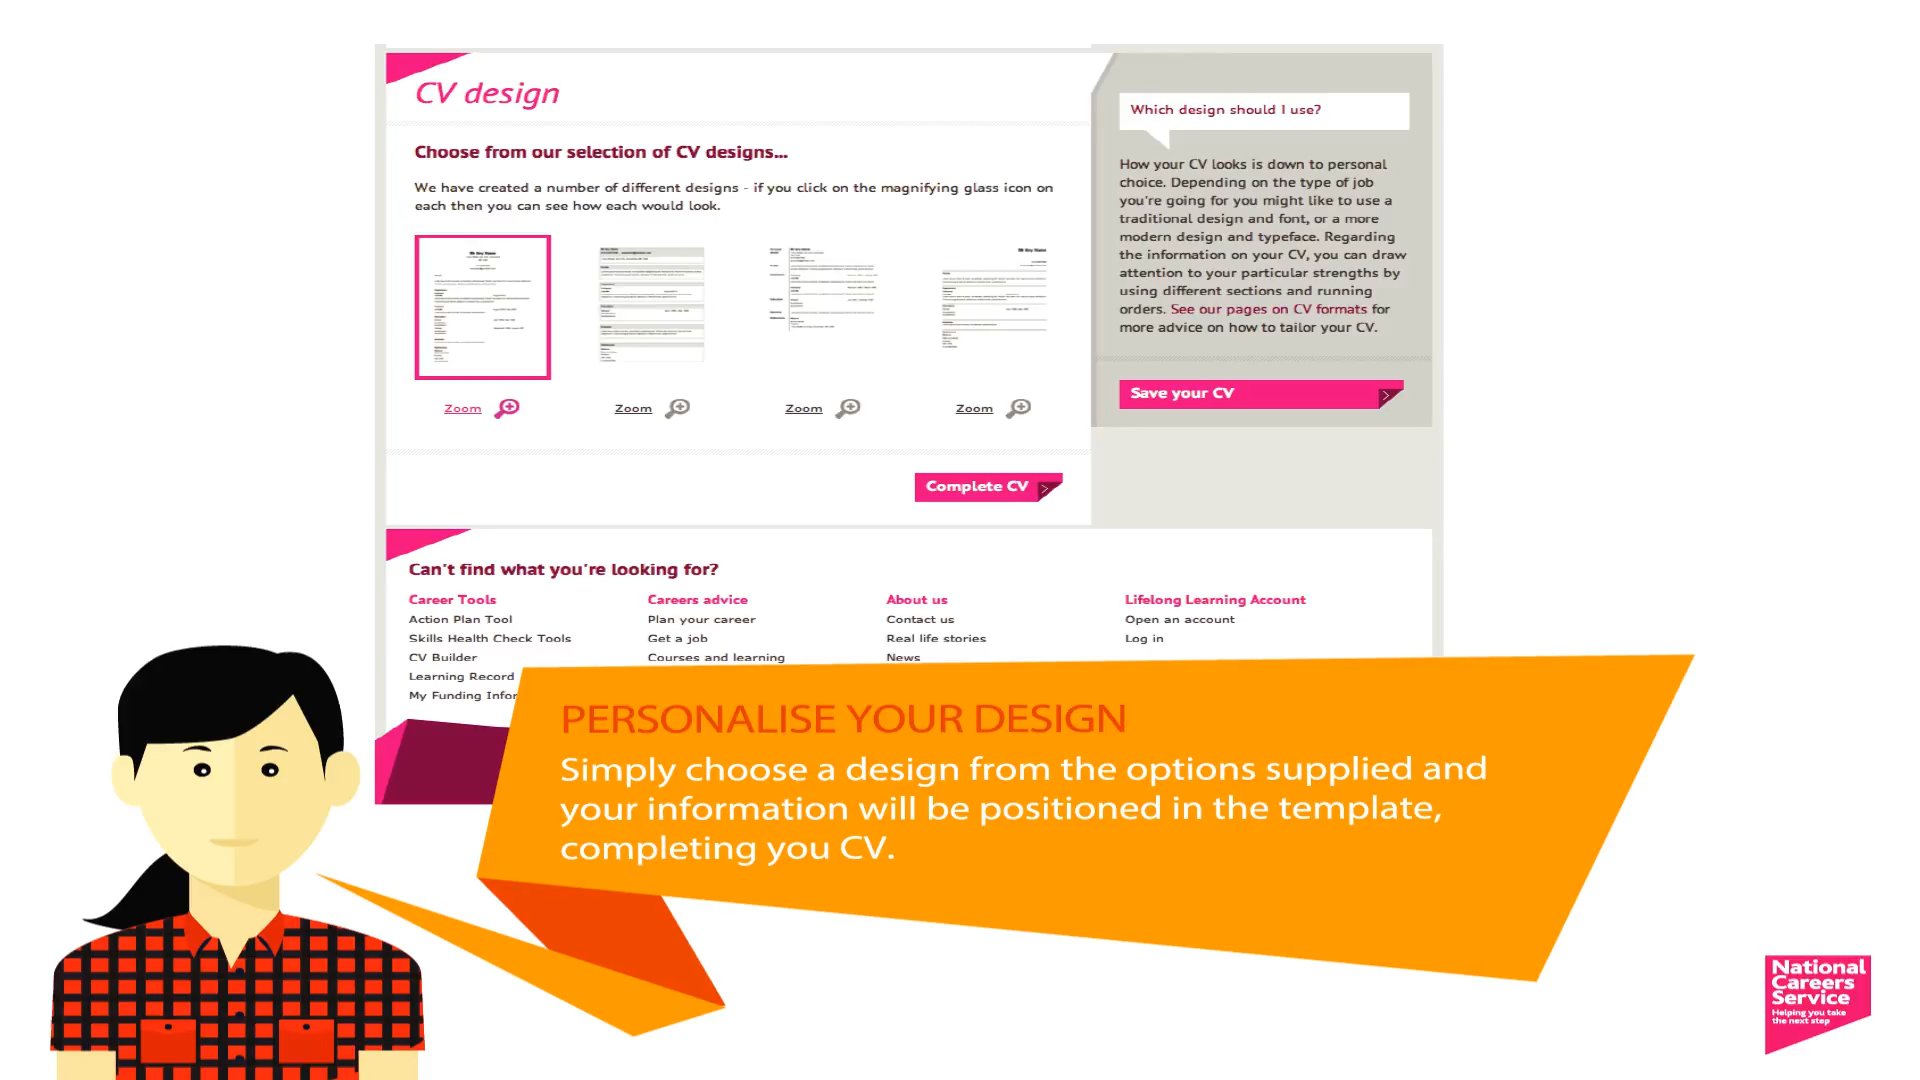 CV design
Choose from our selection of CV designs...
We have created a number of different designs - if you click on the magnifying glass icon on
each then you can see how each would look.
Zoom
Zoom
Zoom
Zoom
Complete CV
Which design should I use?
How your CV looks is down to personal
choice. Depending on the type of job
you're going for you might like to use a
traditional design and font, or a more
modern design and typeface. Regarding
the information on your CV, you can draw
attention to your particular strengths by
using different sections and running
orders. See our pages on CV formats for
more advice on how to tailor your CV.
Save your CV
Can't find what you're looking for?
Career Tools
Action Plan Tool
Skills Health Check Tools
CV Builder
Learning Record
My Funding Infor
Careers advice
Plan your career
Get a job
Courses and learning
About us
Contact us
Real life stories
News
Lifelong Learning Account
Open an account
Log in
PERSONALISE YOUR DESIGN
Simply choose a design from the options supplied and
your information will be positioned in the template,
completing you CV.
National
Careers
Service
Helping you take
the next step